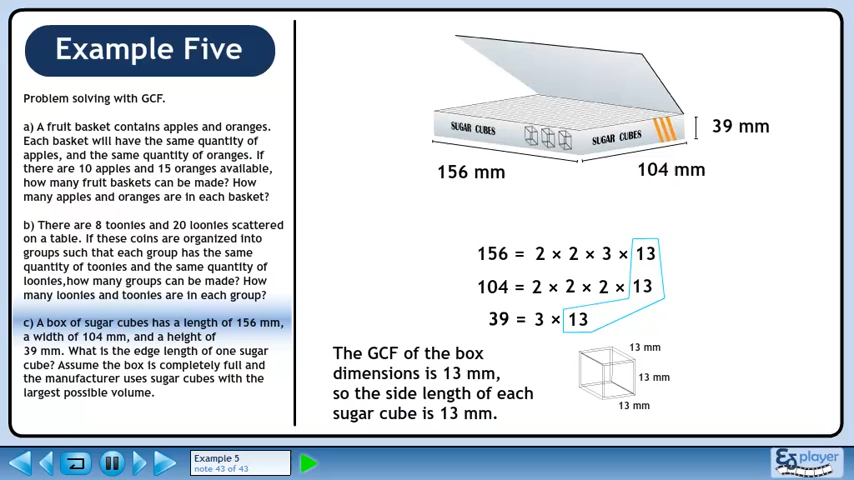 Example Five
Problem solving with GCF.
a) A fruit basket contains apples and oranges.
Each basket will have the same quantity of
apples, and the same quantity of oranges. If
there are 10 apples and 15 oranges available,
how many fruit baskets can be made? How
many apples and oranges are in each basket?
b) There are 8 toonies and 20 loonies scattered
on a table. If these coins are organized into
groups such that each group has the same
quantity of toonies and the same quantity of
loonies,how many groups can be made? How
many loonies and toonies are in each group?
c) A box of sugar cubes has a length of 156 mm,
a width of 104 mm, and a height of
39 mm. What is the edge length of one sugar
cube? Assume the box is completely full and
the manufacturer uses sugar cubes with the
largest possible volume.
SUGAR CUBES
SUGAR CUBES
39 mm
156 mm
104 mm
156 = 2 × 2 × 3 × 13
104 = 2 × 2 × 2 × 13
39 = 3 × 13
The GCF of the box
dimensions is 13 mm,
so the side length of each
sugar cube is 13 mm.
13 mm
13 mm
13 mm
Example 5
note 43 of 43
player